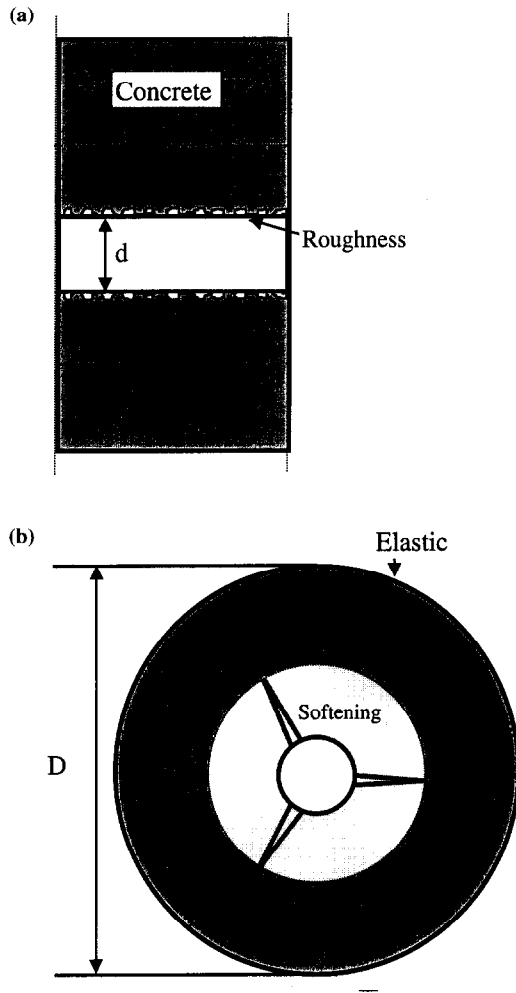 (a)
Concrete
Roughness
d
(b)
Elastic
Softening
D